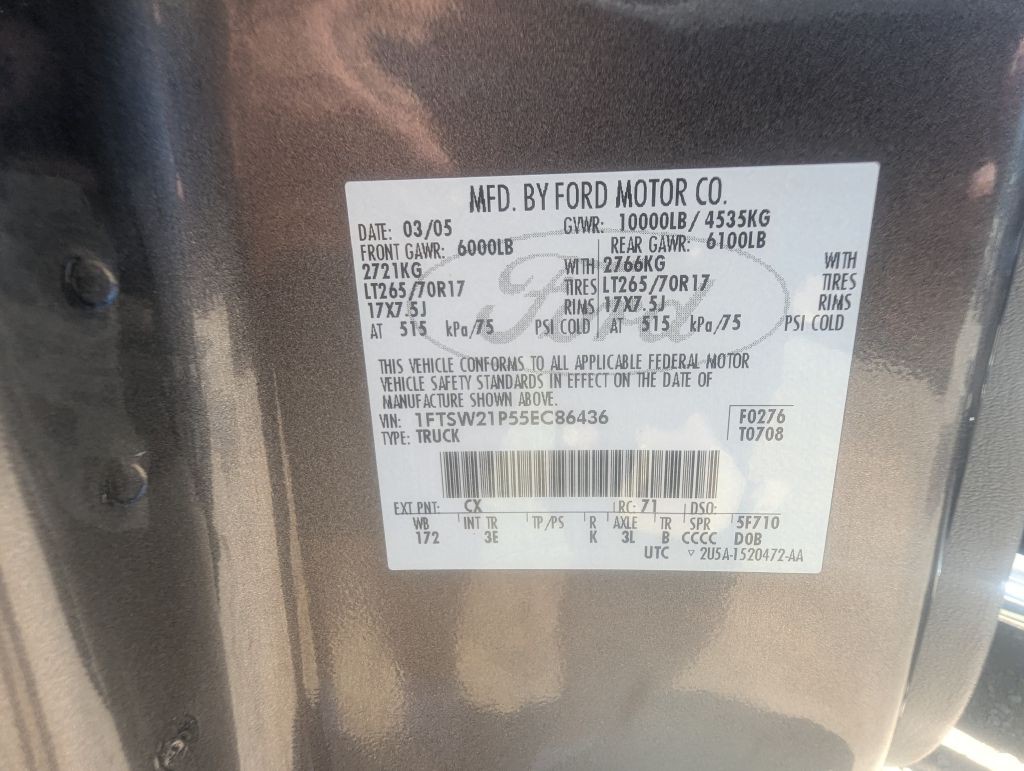 MFD. BY FORD MOTOR CO.
DATE: 03/05 GVWR: 10000LB/ 4535KG
FRONT GAWR: 6000LB REAR GAWR: 6100LB
2721KG WITH 2766KG WITH
LT265/70R17 TIRES LT265/70R17 TIRES
17X7.5J RIMS 17X7.5J RIMS
AT 515 kPa/75 PSI COLD AT 515 kPa/75 PSI COLD
Ford
THIS VEHICLE CONFORMS TO ALL APPLICABLE FEDERAL MOTOR
VEHICLE SAFETY STANDARDS IN EFFECT ON THE DATE OF
MANUFACTURE SHOWN ABOVE.
VIN: 1FTSW21P55EC86436 F0276
TYPE: TRUCK T0708
EXT PNT: CX RC: 71 DSO:
WB INT TR TP/PS R AXLE TR SPR 5F710
172 3E K 3L B CCCC DOB
UTC ▽ 2U5A-1520472-AA